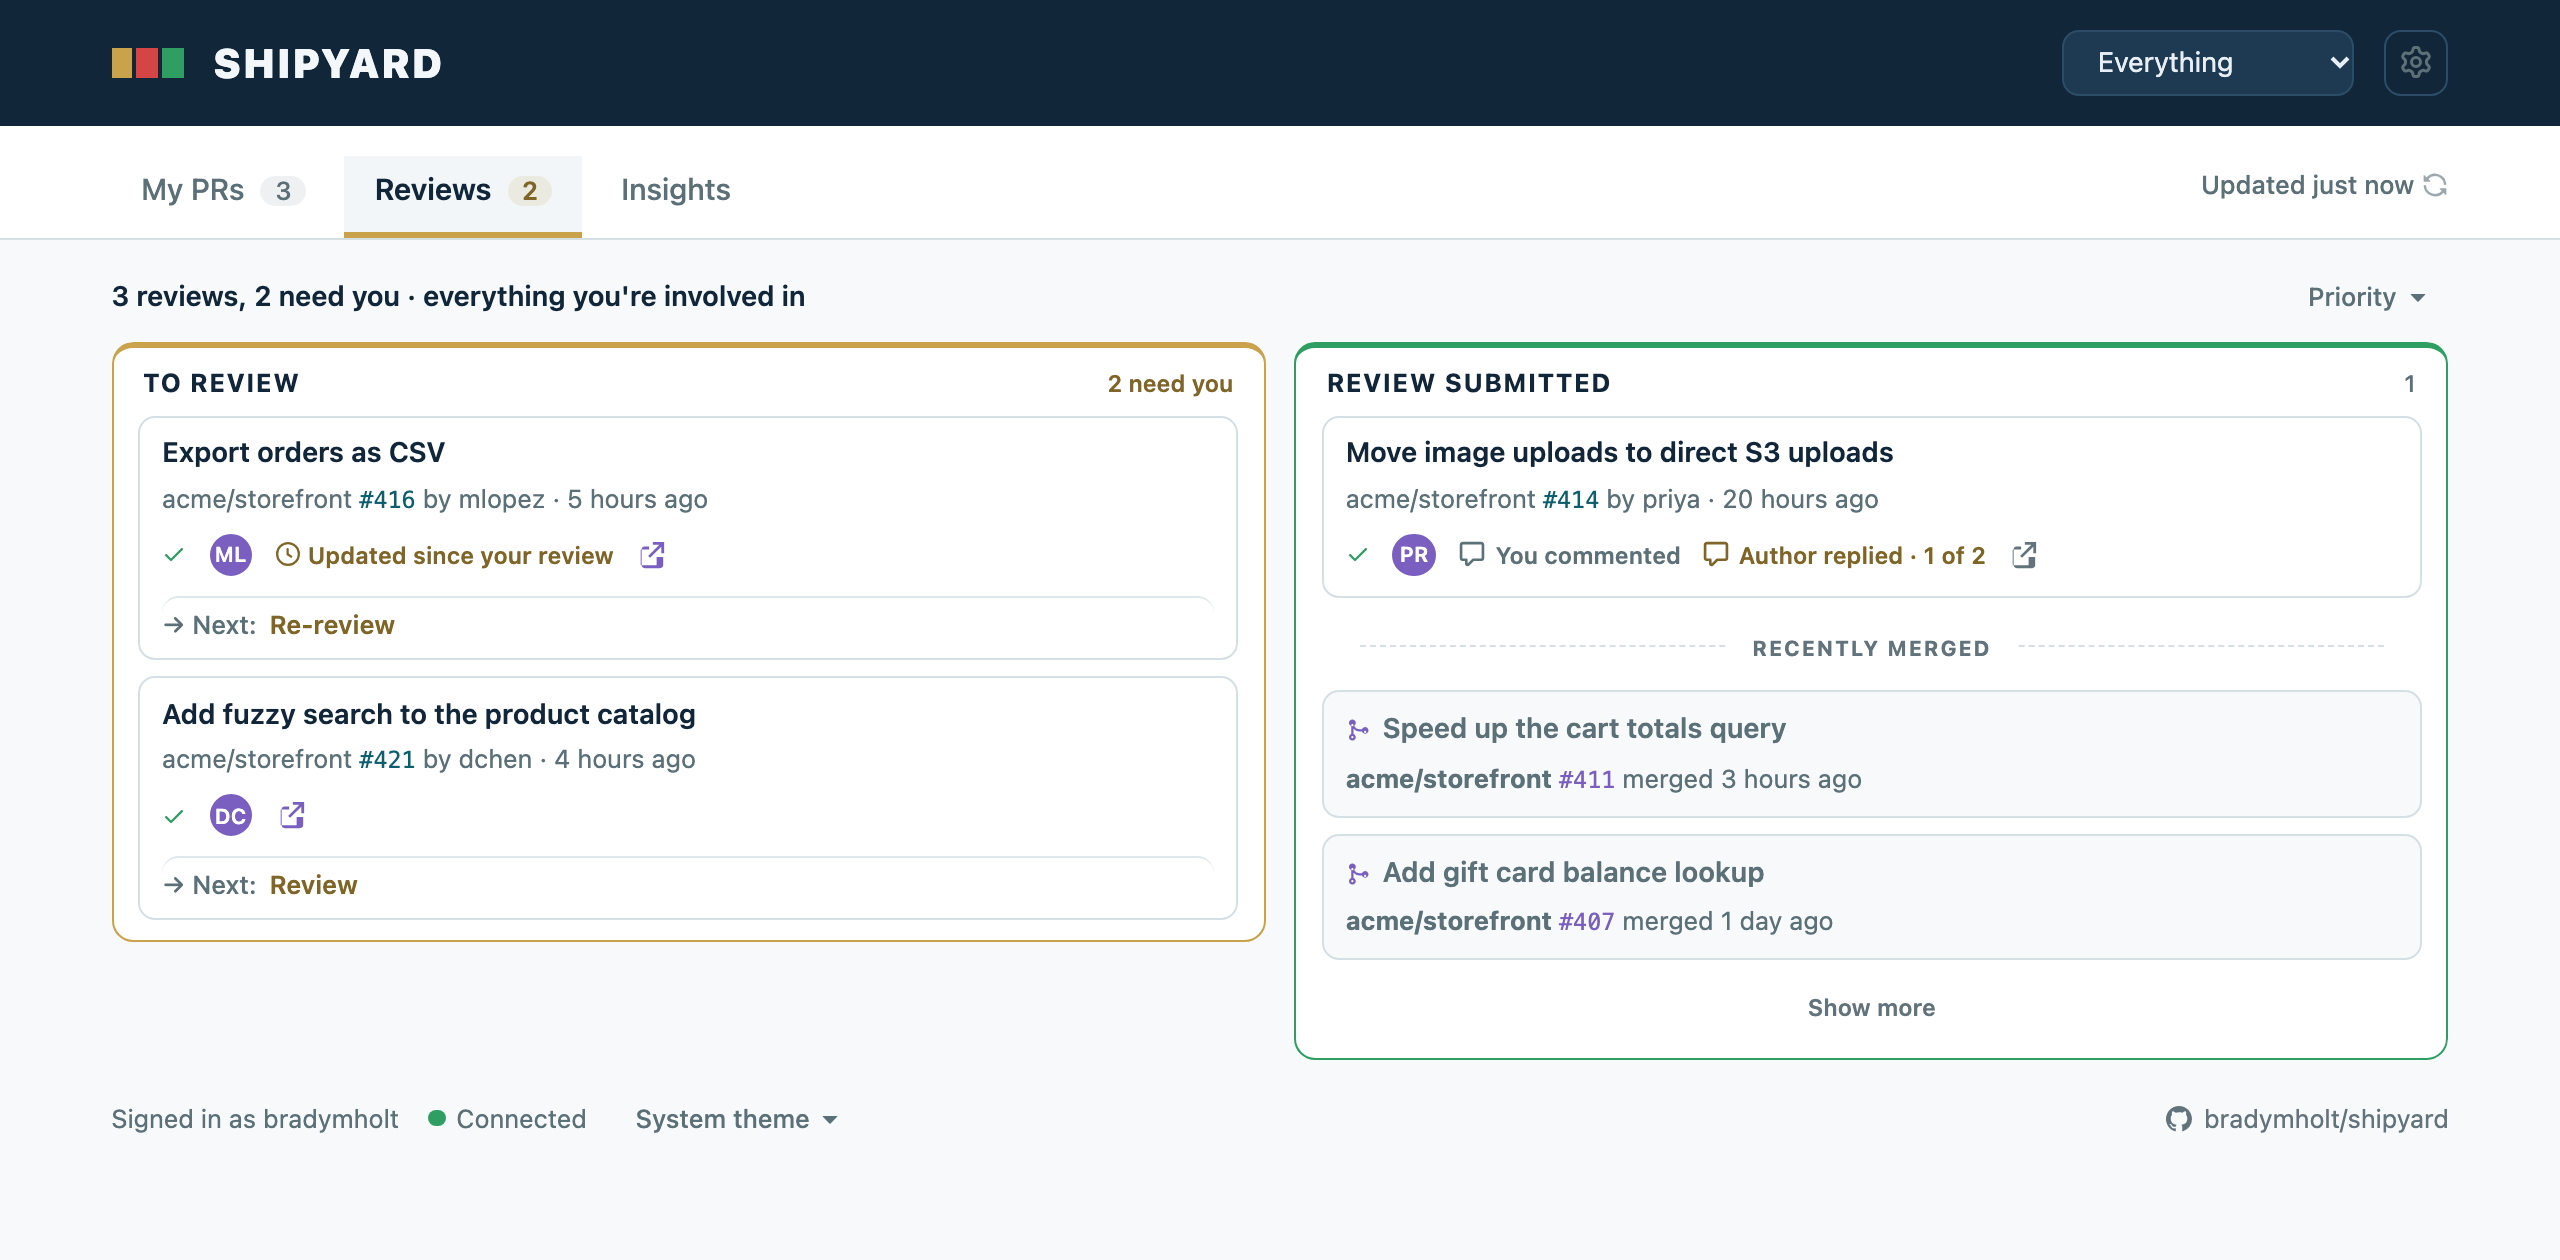 SHIPYARD
Everything
My PRs 3
Reviews 2
Insights
Updated just now
3 reviews, 2 need you · everything you're involved in
Priority
TO REVIEW
2 need you
Export orders as CSV
acme/storefront #416 by mlopez · 5 hours ago
ML Updated since your review
→ Next: Re-review
Add fuzzy search to the product catalog
acme/storefront #421 by dchen · 4 hours ago
DC
→ Next: Review
REVIEW SUBMITTED
1
Move image uploads to direct S3 uploads
acme/storefront #414 by priya · 20 hours ago
PR You commented Author replied · 1 of 2
RECENTLY MERGED
Speed up the cart totals query
acme/storefront #411 merged 3 hours ago
Add gift card balance lookup
acme/storefront #407 merged 1 day ago
Show more
Signed in as bradymholt
Connected
System theme
bradymholt/shipyard